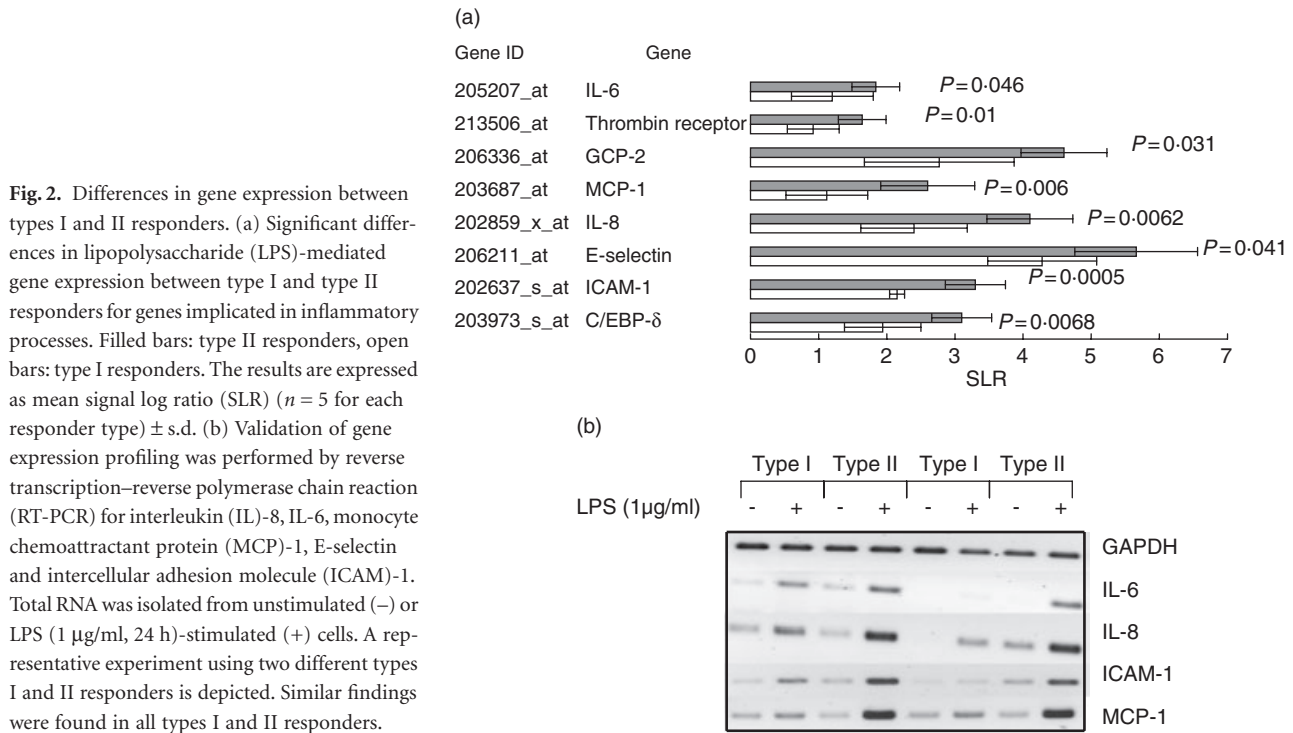 Fig. 2. Differences in gene expression between
types I and II responders. (a) Significant differ-
ences in lipopolysaccharide (LPS)-mediated
gene expression between type I and type II
responders for genes implicated in inflammatory
processes. Filled bars: type II responders, open
bars: type I responders. The results are expressed
as mean signal log ratio (SLR) (n = 5 for each
responder type) ± s.d. (b) Validation of gene
expression profiling was performed by reverse
transcription–reverse polymerase chain reaction
(RT-PCR) for interleukin (IL)-8, IL-6, monocyte
chemoattractant protein (MCP)-1, E-selectin
and intercellular adhesion molecule (ICAM)-1.
Total RNA was isolated from unstimulated (–) or
LPS (1 μg/ml, 24 h)-stimulated (+) cells. A rep-
resentative experiment using two different types
I and II responders is depicted. Similar findings
were found in all types I and II responders.
(a)
Gene ID Gene
205207_at IL-6 P=0·046
213506_at Thrombin receptor P=0·01
206336_at GCP-2 P=0·031
203687_at MCP-1 P=0·006
202859_x_at IL-8 P=0·0062
206211_at E-selectin P=0·041
202637_s_at ICAM-1 P=0·0005
203973_s_at C/EBP-δ P=0·0068
0 1 2 3 4 5 6 7
SLR
(b)
Type I Type II Type I Type II
LPS (1μg/ml) - + - + - + - +
GAPDH
IL-6
IL-8
ICAM-1
MCP-1